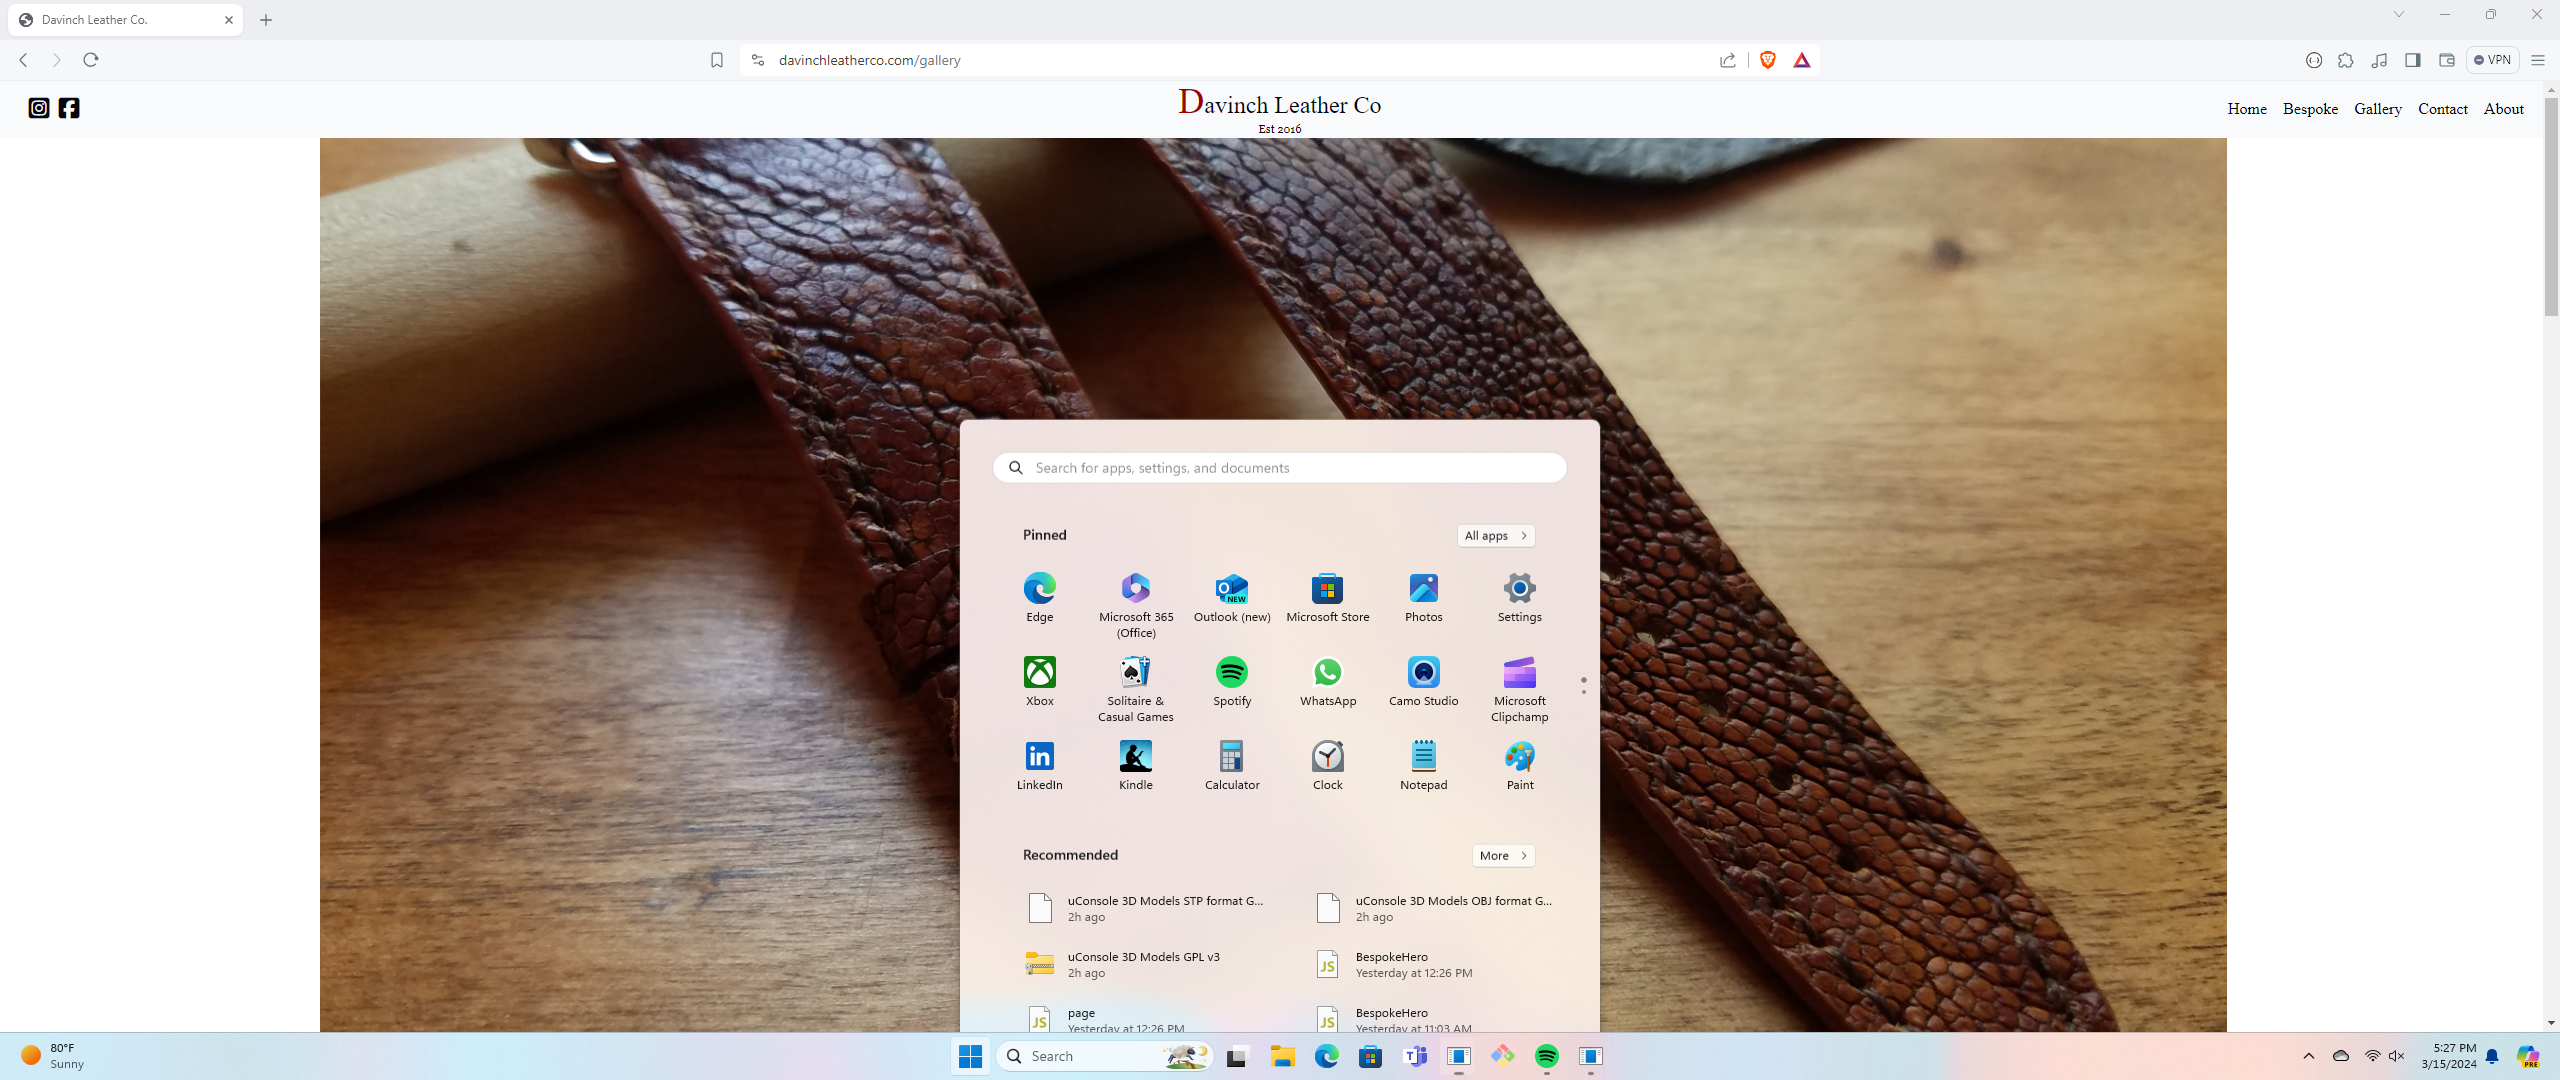 Davinch Leather Co.
davinchleatherco.com/gallery
VPN
Davinch Leather Co
Est 2016
Home Bespoke Gallery Contact About
Search for apps, settings, and documents
Pinned
All apps
Edge
Microsoft 365
(Office)
Outlook (new)
Microsoft Store
Photos
Settings
Xbox
Solitaire &
Casual Games
Spotify
WhatsApp
Camo Studio
Microsoft
Clipchamp
LinkedIn
Kindle
Calculator
Clock
Notepad
Paint
Recommended
More
uConsole 3D Models STP format G...
2h ago
uConsole 3D Models OBJ format G...
2h ago
uConsole 3D Models GPL v3
2h ago
BespokeHero
Yesterday at 12:26 PM
page
Yesterday at 12:26 PM
BespokeHero
Yesterday at 11:03 AM
80°F
Sunny
Search
5:27 PM
3/15/2024
PRE